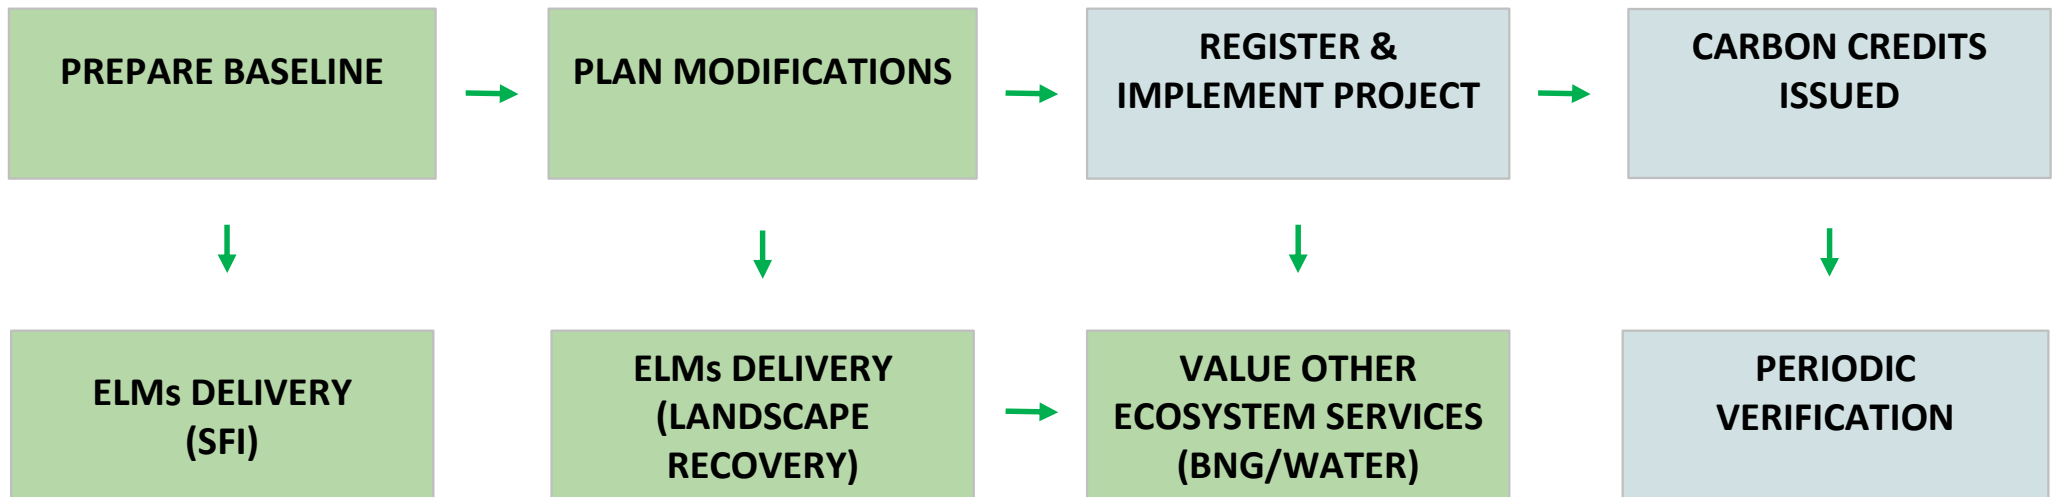 PREPARE BASELINE
PLAN MODIFICATIONS
REGISTER &
IMPLEMENT PROJECT
CARBON CREDITS
ISSUED
ELMs DELIVERY
(SFI)
ELMs DELIVERY
(LANDSCAPE
RECOVERY)
VALUE OTHER
ECOSYSTEM SERVICES
(BNG/WATER)
PERIODIC
VERIFICATION